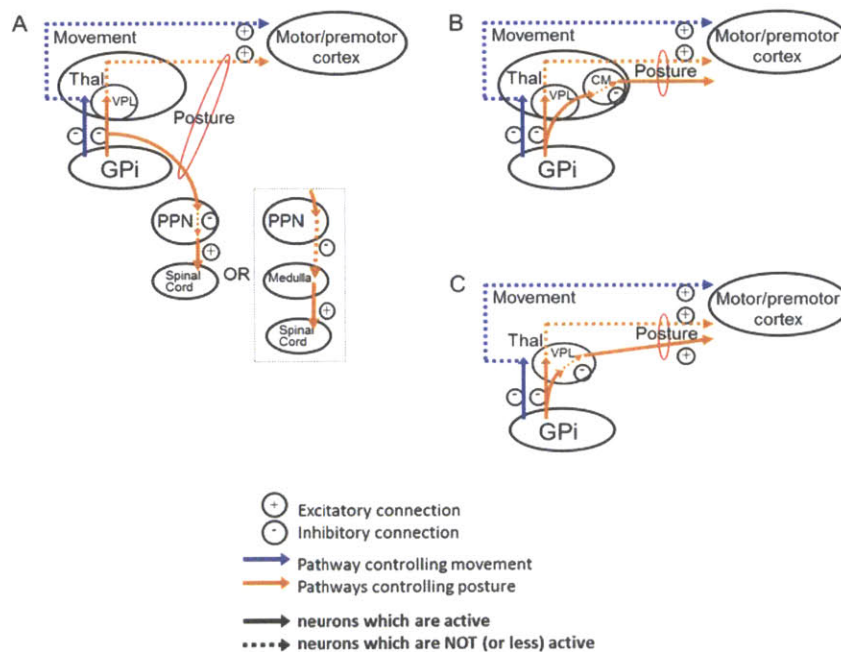 A
Movement
Motor/premotor
cortex
+
+
Thal
VPL
Posture
-
-
GPi
PPN
-
+
Spinal
Cord
OR
PPN
-
Medulla
+
Spinal
Cord
B
Movement
Motor/premotor
cortex
+
+
Thal
CM
-
Posture
VPL
-
-
GPi
C
Movement
Motor/premotor
cortex
+
+
Thal
VPL
Posture
+
-
-
-
GPi
+ Excitatory connection
- Inhibitory connection
Pathway controlling movement
Pathways controlling posture
neurons which are active
neurons which are NOT (or less) active